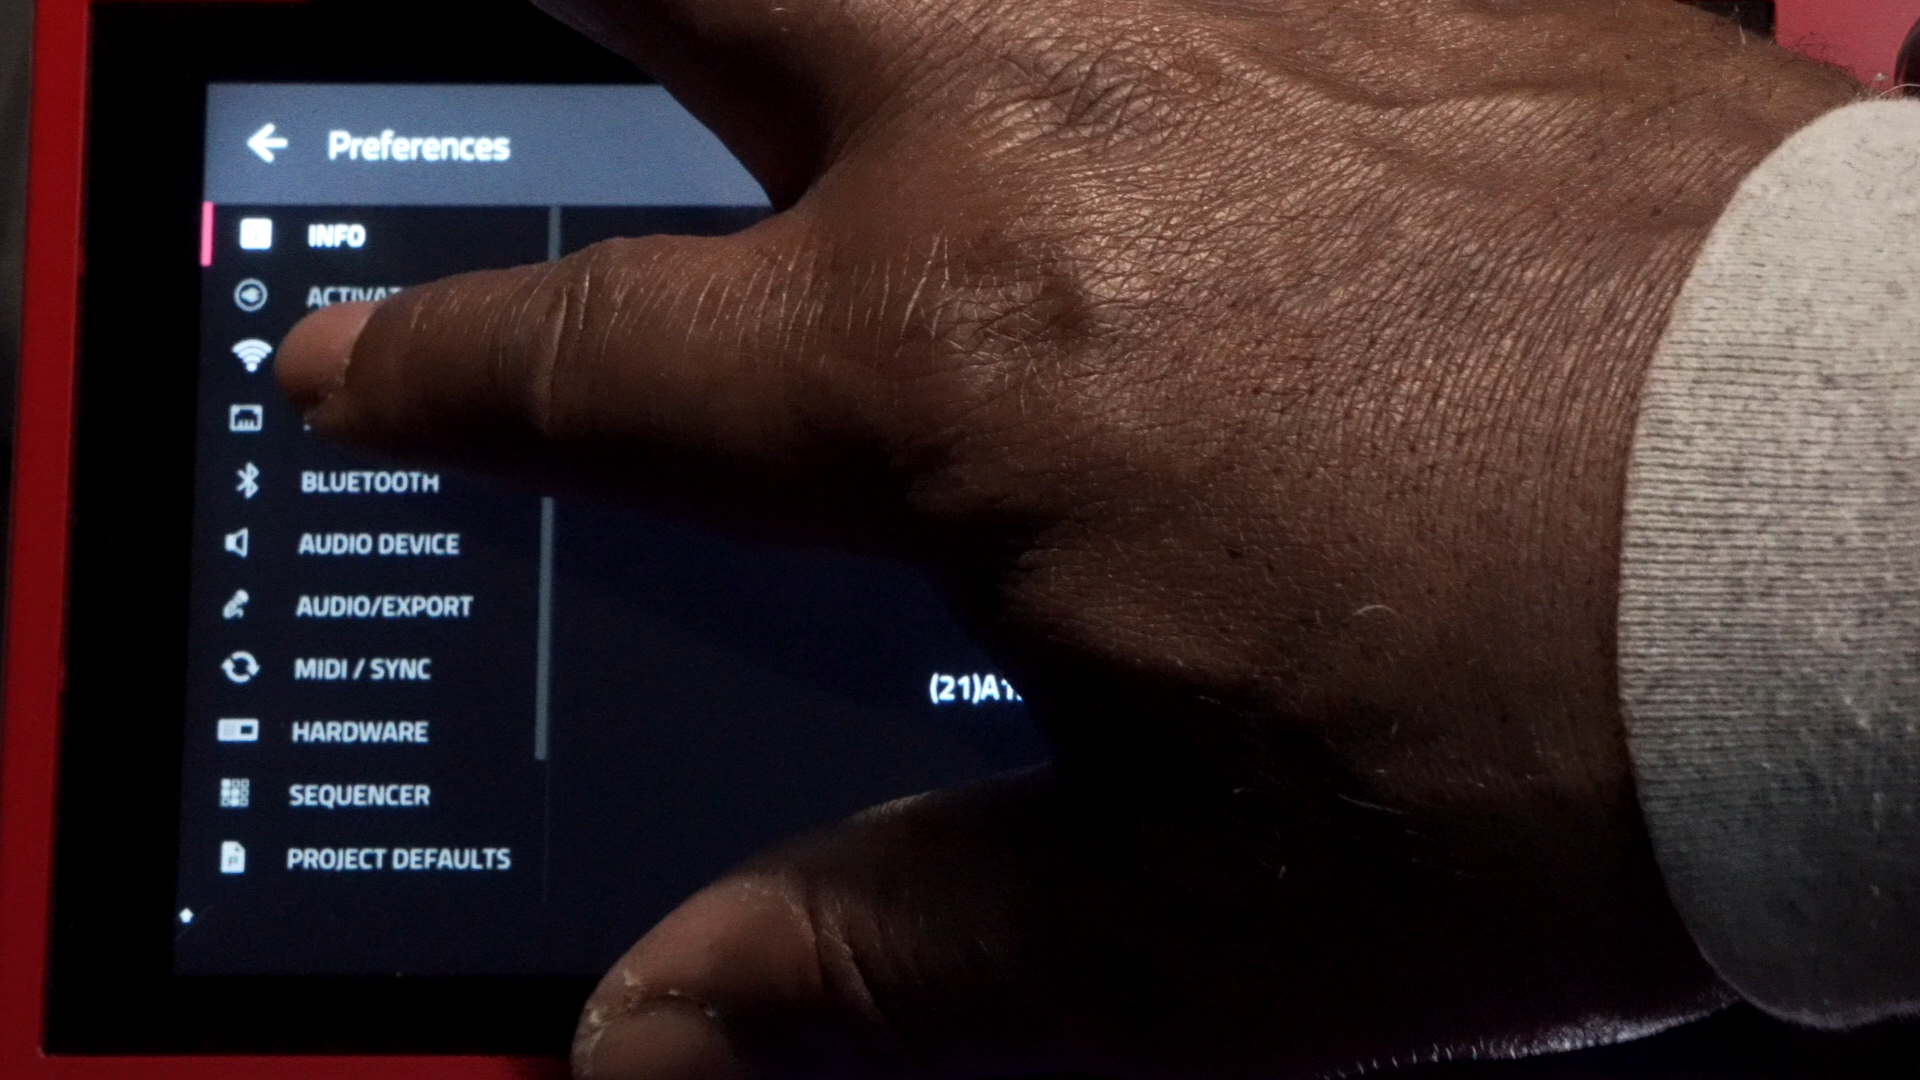 Preferences
INFO
BLUETOOTH
AUDIO DEVICE
AUDIO/EXPORT
MIDI / SYNC
HARDWARE
SEQUENCER
PROJECT DEFAULTS